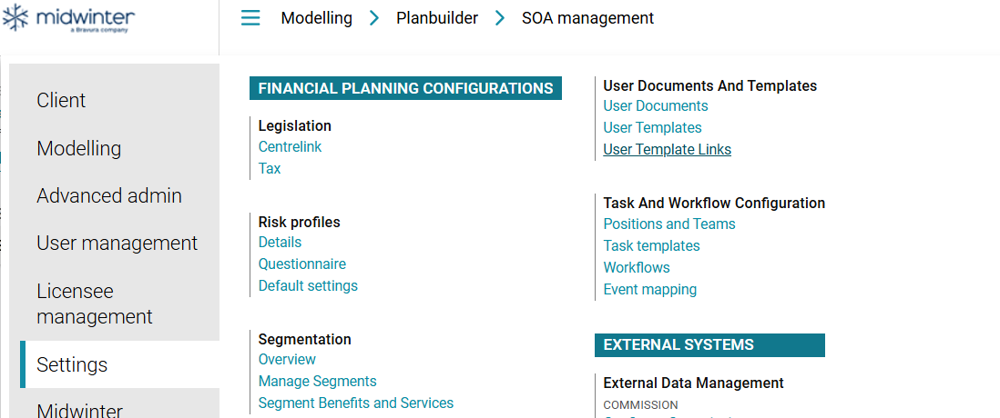 midwinter
a Bravura company
Modelling
Planbuilder
SOA management
Client
Modelling
Advanced admin
User management
Licensee
management
Settings
Midwinter
FINANCIAL PLANNING CONFIGURATIONS
Legislation
Centrelink
Tax
Risk profiles
Details
Questionnaire
Default settings
Segmentation
Overview
Manage Segments
Segment Benefits and Services
User Documents And Templates
User Documents
User Templates
User Template Links
Task And Workflow Configuration
Positions and Teams
Task templates
Workflows
Event mapping
EXTERNAL SYSTEMS
External Data Management
COMMISSION